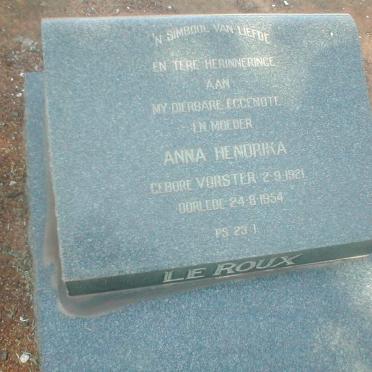 'N SIMBOOL VAN LIEFDE
EN TERE HERINNERINGE
AAN
MY DIERBARE EGGENOTE
EN MOEDER
ANNA HENDRIKA
GEBORE VORSTER 2-9-1921
OORLEDE 24-8-1954
PS 23 1
LE ROUX